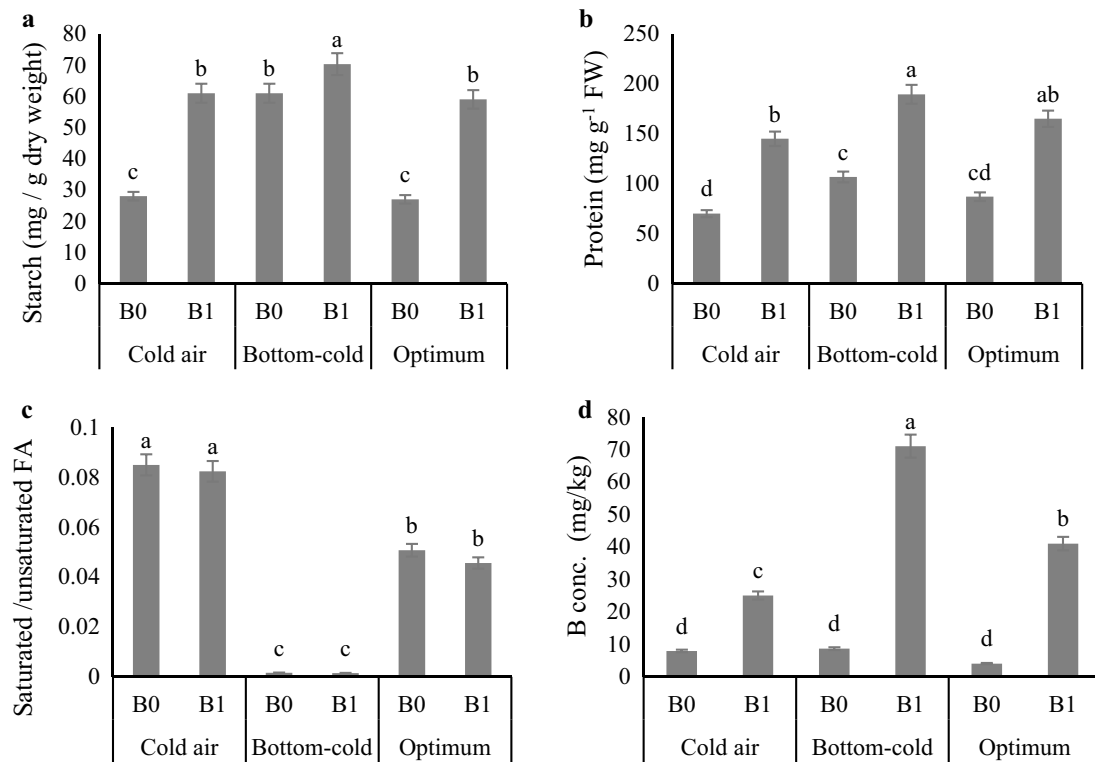 a
Starch (mg / g dry weight)
80
70
60
50
40
30
20
10
0
c
b
b
a
c
b
B0 B1 B0 B1 B0 B1
Cold air Bottom-cold Optimum
b
Protein (mg g⁻¹ FW)
250
200
150
100
50
0
d
b
c
a
cd
ab
B0 B1 B0 B1 B0 B1
Cold air Bottom-cold Optimum
c
Saturated /unsaturated FA
0.1
0.08
0.06
0.04
0.02
0
a
a
c
c
b
b
B0 B1 B0 B1 B0 B1
Cold air Bottom-cold Optimum
d
B conc. (mg/kg)
80
70
60
50
40
30
20
10
0
d
c
d
a
d
b
B0 B1 B0 B1 B0 B1
Cold air Bottom-cold Optimum